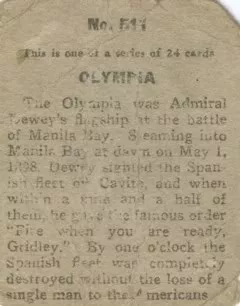 No. E11
This is one of a series of 24 cards
OLYMPIA
The Olympia was Admiral
Dewey's flagship at the battle
of Manila Bay. Steaming into
Manila Bay at dawn on May 1,
1898. Dewey sighted the Span-
ish fleet off Cavite, and when
within a mile and a half of
them, he gave the famous order
"Fire when you are ready,
Gridley." By one o'clock the
Spanish fleet was completely
destroyed without the loss of a
single man to the Americans